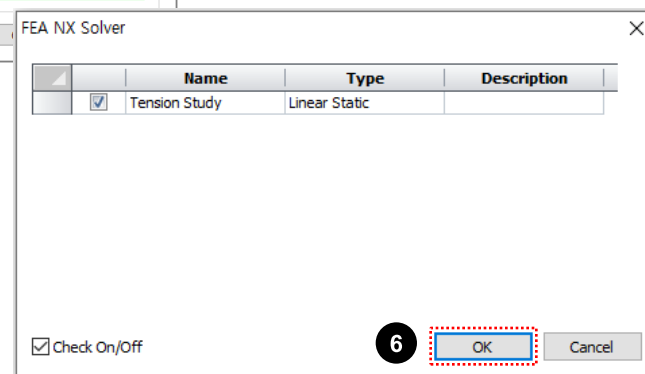 FEA NX Solver
Name Type Description
Tension Study Linear Static
Check On/Off 6 OK Cancel